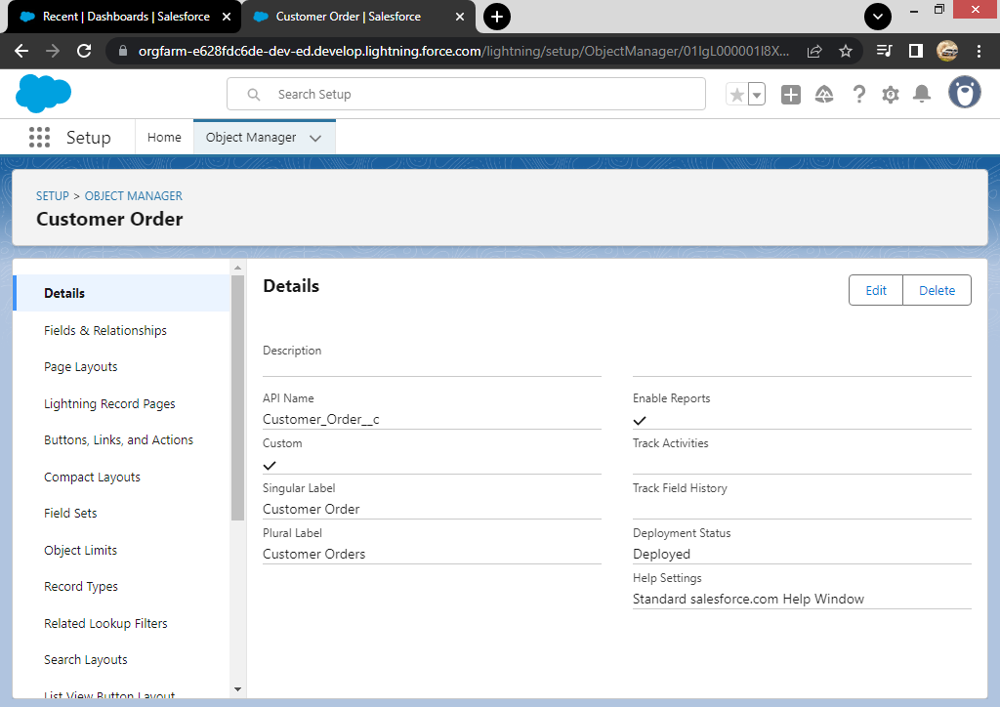 Recent | Dashboards | Salesforce
Customer Order | Salesforce
orgfarm-e628fdc6de-dev-ed.develop.lightning.force.com/lightning/setup/ObjectManager/01IgL000001I8X...
Search Setup
Setup
Home
Object Manager
SETUP > OBJECT MANAGER
Customer Order
Details
Fields & Relationships
Page Layouts
Lightning Record Pages
Buttons, Links, and Actions
Compact Layouts
Field Sets
Object Limits
Record Types
Related Lookup Filters
Search Layouts
List View Button Layout
Details
Edit
Delete
Description
API Name
Customer_Order__c
Custom
Singular Label
Customer Order
Plural Label
Customer Orders
Enable Reports
Track Activities
Track Field History
Deployment Status
Deployed
Help Settings
Standard salesforce.com Help Window